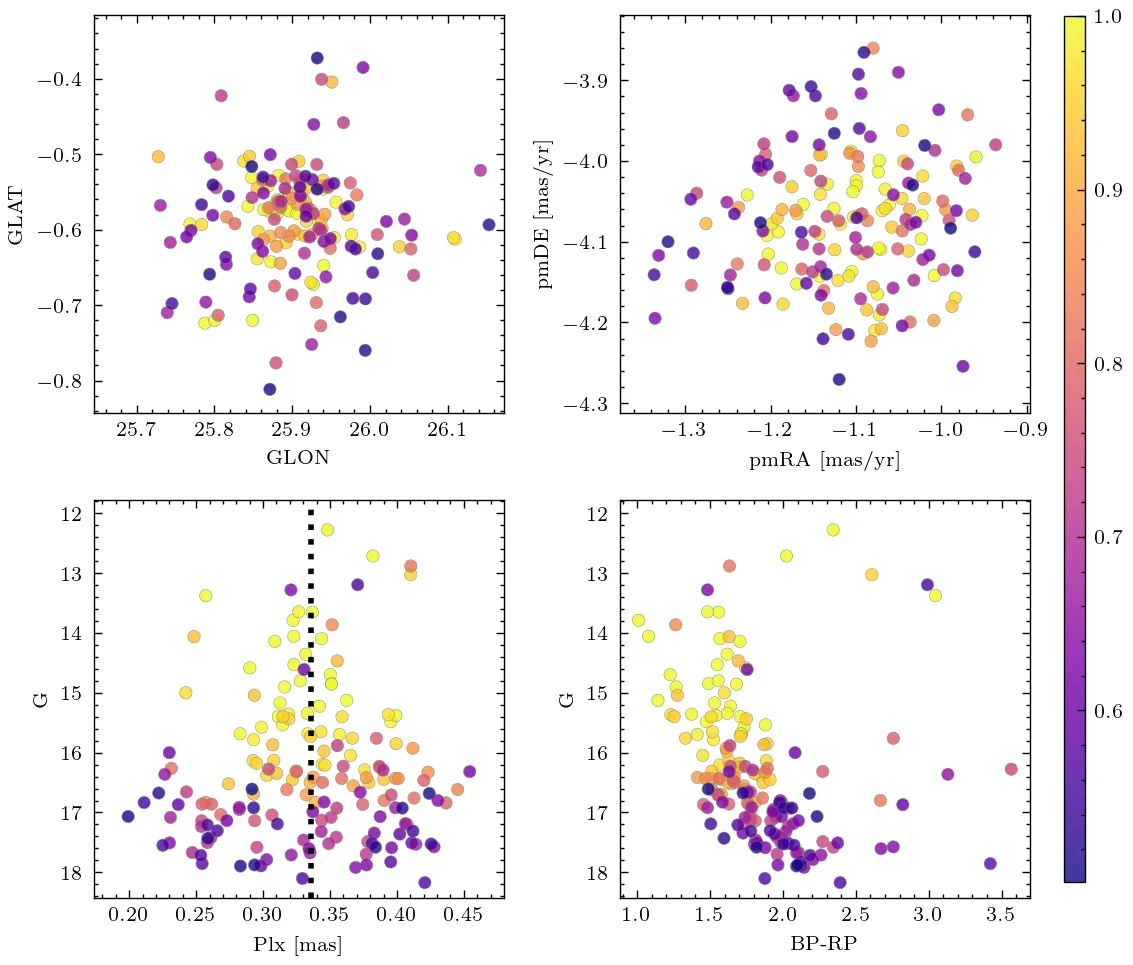 −0.4
−0.5
−0.6
−0.7
−0.8
GLAT
25.7 25.8 25.9 26.0 26.1
GLON
−3.9
−4.0
−4.1
−4.2
−4.3
pmDE [mas/yr]
−1.3 −1.2 −1.1 −1.0 −0.9
pmRA [mas/yr]
12
13
14
15
16
17
18
G
0.20 0.25 0.30 0.35 0.40 0.45
Plx [mas]
12
13
14
15
16
17
18
G
1.0 1.5 2.0 2.5 3.0 3.5
BP-RP
1.0
0.9
0.8
0.7
0.6